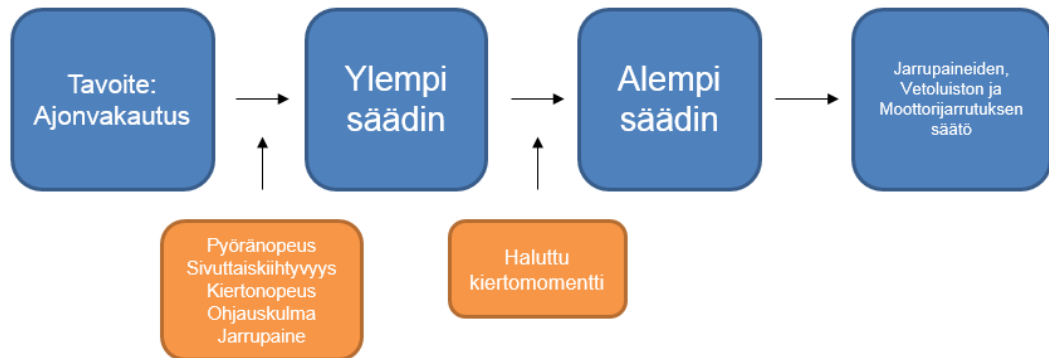 Tavoite:
Ajonvakautus
Ylempi
säädin
Alempi
säädin
Jarrupaineiden,
Vetoluiston ja
Moottorijarrutuksen
säätö
Pyöränopeus
Sivuttaiskiihtyvyys
Kiertonopeus
Ohjauskulma
Jarrupaine
Haluttu
kiertomomentti